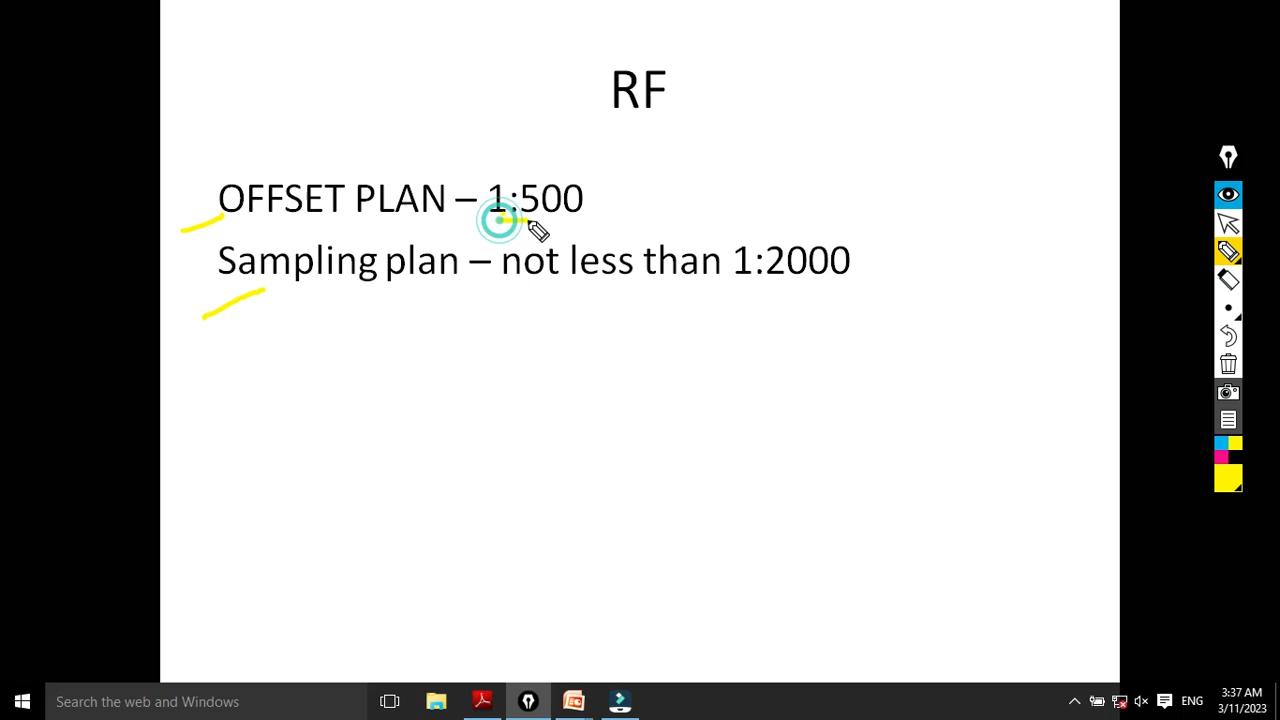 RF
OFFSET PLAN – 1:500
Sampling plan – not less than 1:2000
Search the web and Windows
ENG
3:37 AM
3/11/2023